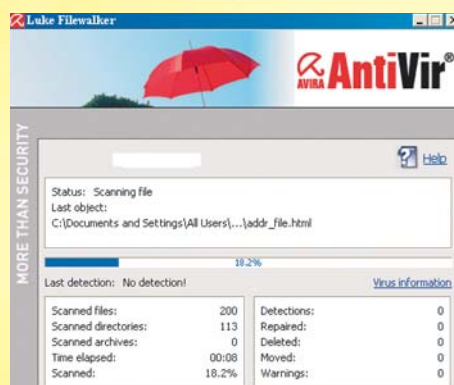 Luke Filewalker
AVIRA AntiVir®
MORE THAN SECURITY
Help
Status: Scanning file
Last object:
C:\Documents and Settings\All Users\...\addr_file.html
18.2%
Last detection: No detection!
Virus information
Scanned files: 200
Scanned directories: 113
Scanned archives: 0
Time elapsed: 00:08
Scanned: 18.2%
Detections: 0
Repaired: 0
Deleted: 0
Moved: 0
Warnings: 0